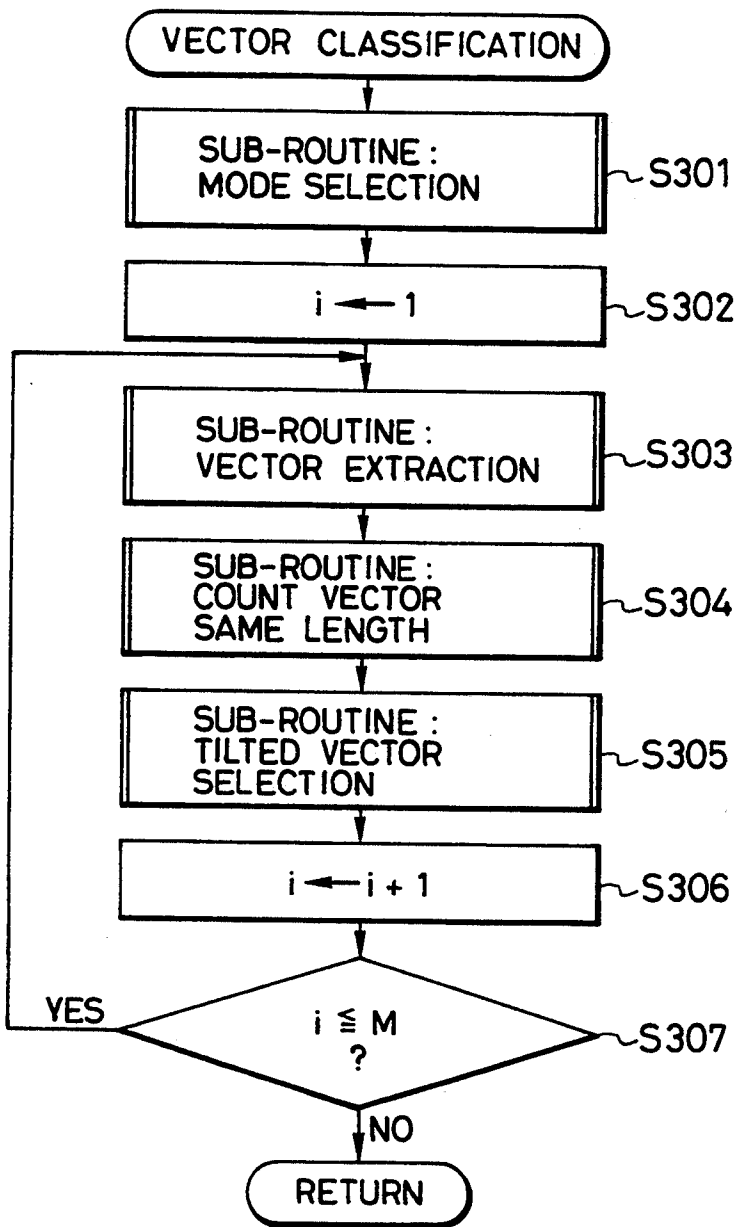 VECTOR CLASSIFICATION
SUB-ROUTINE :
MODE SELECTION
S301
i ← 1
S302
SUB-ROUTINE :
VECTOR EXTRACTION
S303
SUB-ROUTINE :
COUNT VECTOR
SAME LENGTH
S304
SUB-ROUTINE :
TILTED VECTOR
SELECTION
S305
i ← i + 1
S306
YES
i ≦ M
?
S307
NO
RETURN